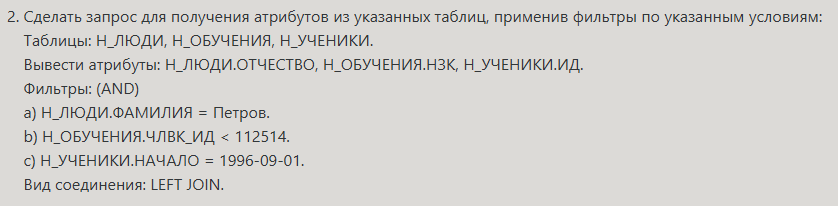 2. Сделать запрос для получения атрибутов из указанных таблиц, применив фильтры по указанным условиям:
Таблицы: Н_ЛЮДИ, Н_ОБУЧЕНИЯ, Н_УЧЕНИКИ.
Вывести атрибуты: Н_ЛЮДИ.ОТЧЕСТВО, Н_ОБУЧЕНИЯ.НЗК, Н_УЧЕНИКИ.ИД.
Фильтры: (AND)
a) Н_ЛЮДИ.ФАМИЛИЯ = Петров.
b) Н_ОБУЧЕНИЯ.ЧЛВК_ИД < 112514.
c) Н_УЧЕНИКИ.НАЧАЛО = 1996-09-01.
Вид соединения: LEFT JOIN.